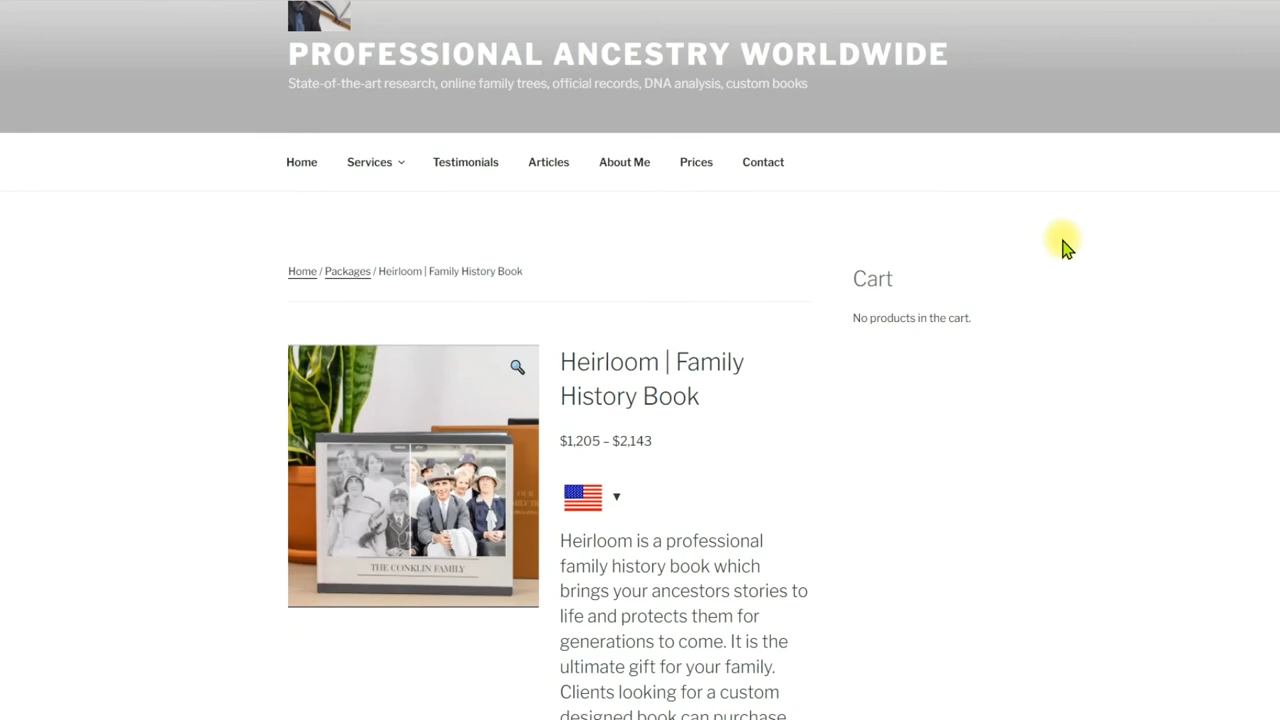 PROFESSIONAL ANCESTRY WORLDWIDE
State-of-the-art research, online family trees, official records, DNA analysis, custom books
Home Services Testimonials Articles About Me Prices Contact
Home / Packages / Heirloom | Family History Book
Cart
No products in the cart.
Heirloom | Family
History Book
$1,205 – $2,143
THE CONKLIN FAMILY
Heirloom is a professional
family history book which
brings your ancestors stories to
life and protects them for
generations to come. It is the
ultimate gift for your family.
Clients looking for a custom
designed book can purchase